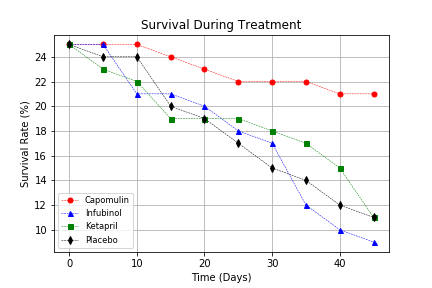 Survival During Treatment
Survival Rate (%)
24
22
20
18
16
14
12
10
Capomulin
Infubinol
Ketapril
Placebo
0 10 20 30 40
Time (Days)